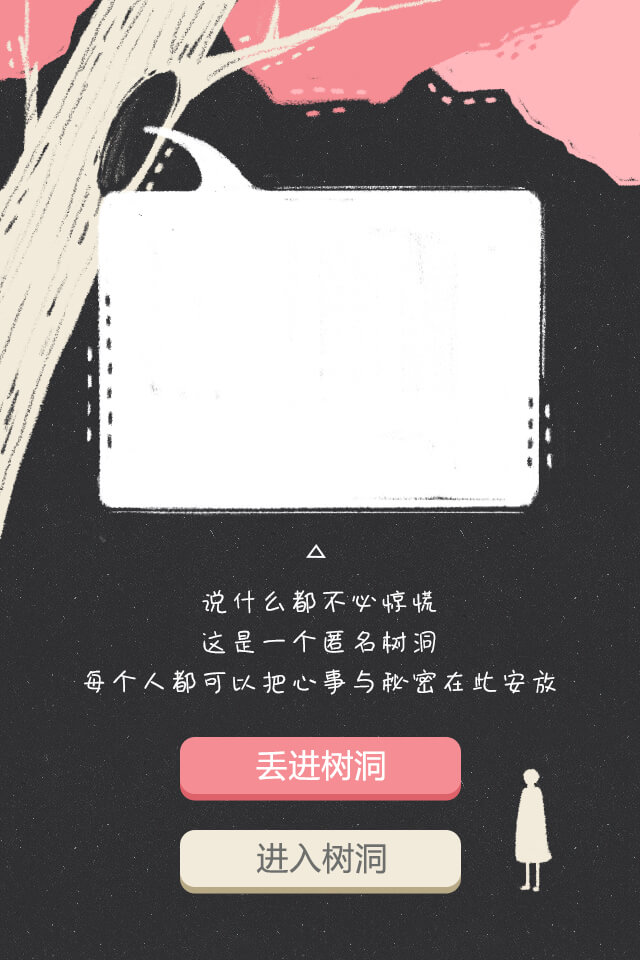 说什么都不必惊慌
这是一个匿名树洞
每个人都可以把心事与秘密在此安放
丢进树洞
进入树洞